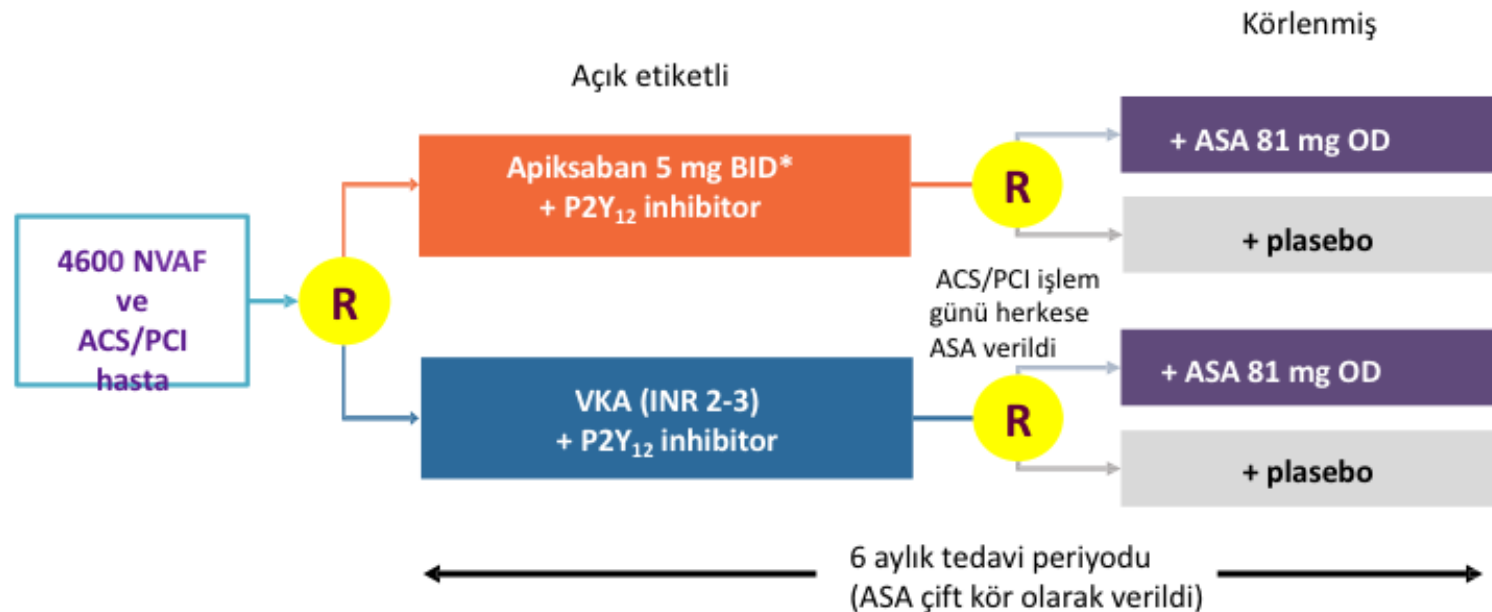 Körlenmiş
Açık etiketli
4600 NVAF
ve
ACS/PCI
hasta
R
Apiksaban 5 mg BID*
+ P2Y₁₂ inhibitor
R
+ ASA 81 mg OD
+ plasebo
ACS/PCI işlem
günü herkese
ASA verildi
VKA (INR 2-3)
+ P2Y₁₂ inhibitor
R
+ ASA 81 mg OD
+ plasebo
6 aylık tedavi periyodu
(ASA çift kör olarak verildi)